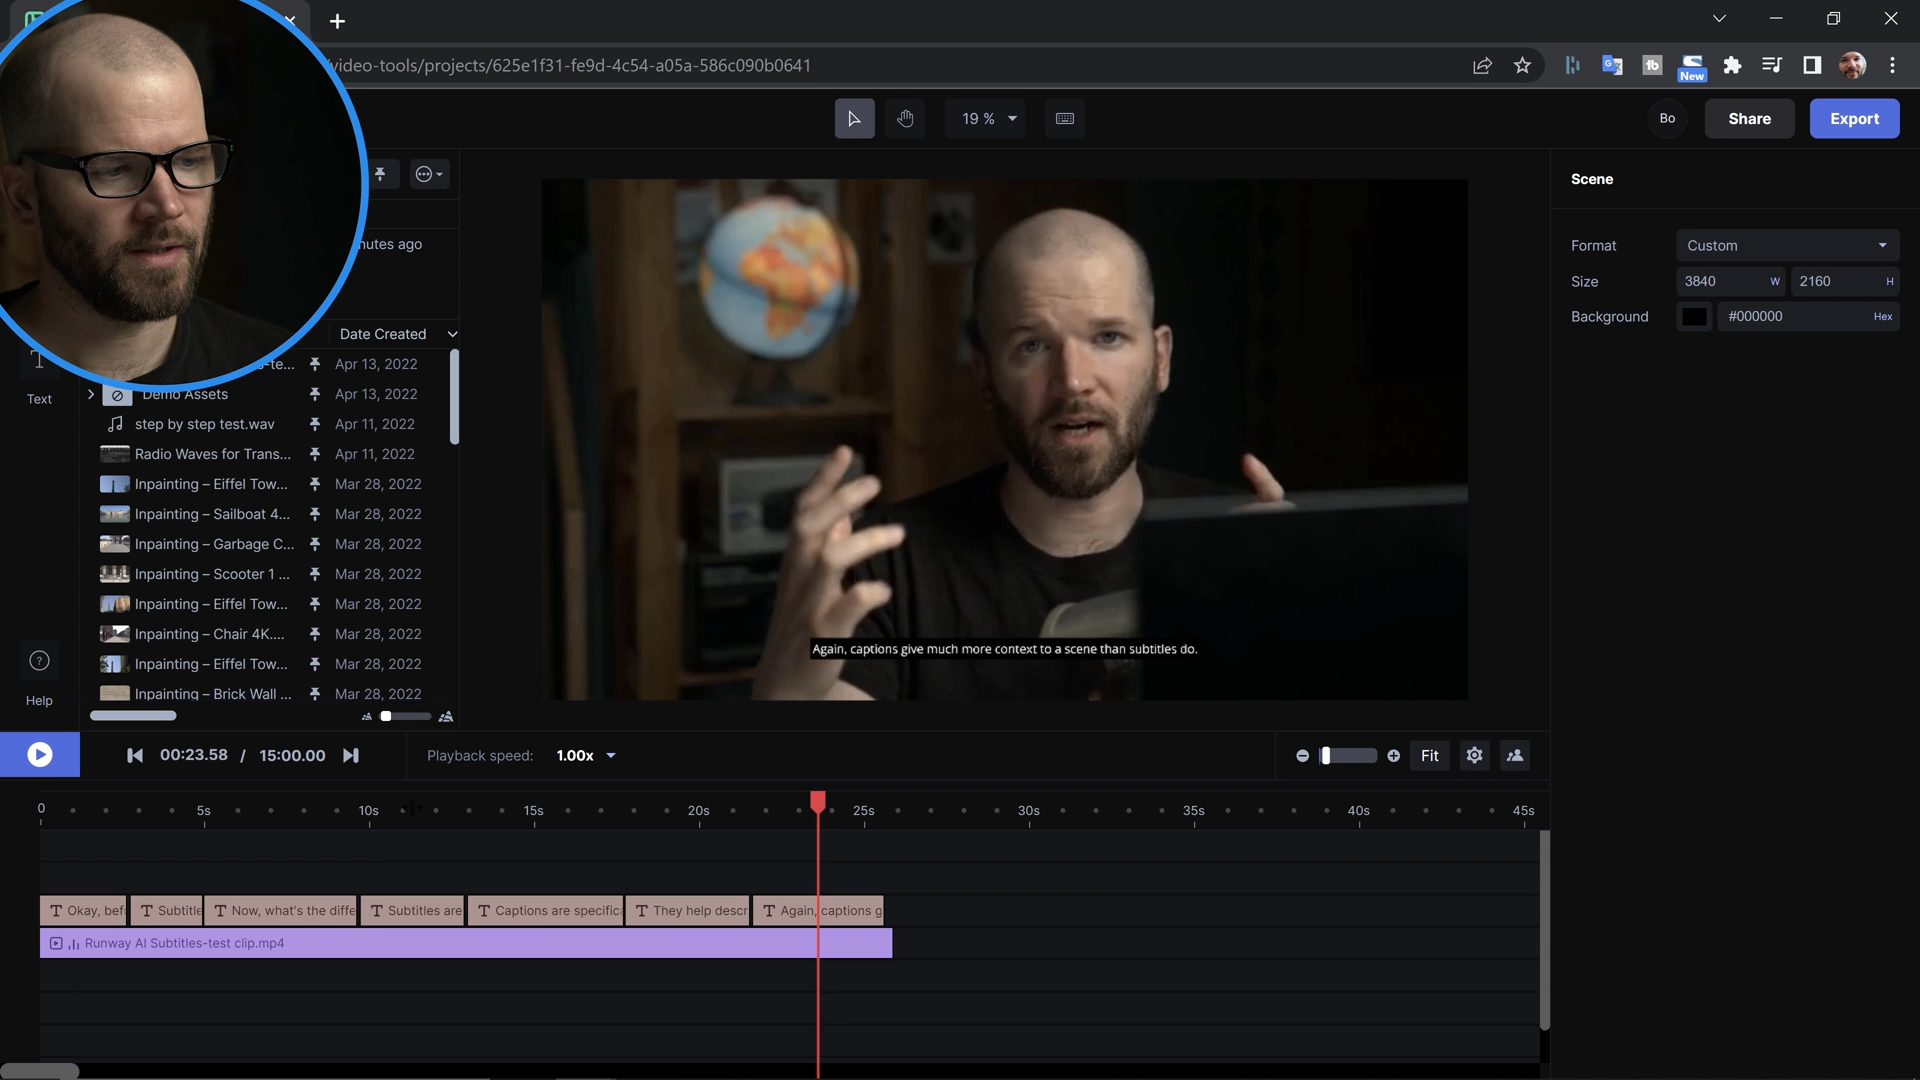 video-tools/projects/625e1f31-fe9d-4c54-a05a-586c090b0641
New
19 %
Bo
Share
Export
Scene
nutes ago
Format
Custom
Size
3840
W
2160
H
Background
#000000
Hex
Date Created
-te...
Apr 13, 2022
Text
Demo Assets
Apr 13, 2022
step by step test.wav
Apr 11, 2022
Radio Waves for Trans...
Apr 11, 2022
Inpainting – Eiffel Tow...
Mar 28, 2022
Inpainting – Sailboat 4...
Mar 28, 2022
Inpainting – Garbage C...
Mar 28, 2022
Inpainting – Scooter 1 ...
Mar 28, 2022
Inpainting – Eiffel Tow...
Mar 28, 2022
Inpainting – Chair 4K....
Mar 28, 2022
Inpainting – Eiffel Tow...
Mar 28, 2022
Inpainting – Brick Wall ...
Mar 28, 2022
Help
Again, captions give much more context to a scene than subtitles do.
00:23.58 / 15:00.00
Playback speed:
1.00x
Fit
0
5s
10s
15s
20s
25s
30s
35s
40s
45s
T Okay, bef
T Subtitle
T Now, what's the diffe
T Subtitles are
T Captions are specific
T They help descr
T Again, captions g
Runway AI Subtitles-test clip.mp4